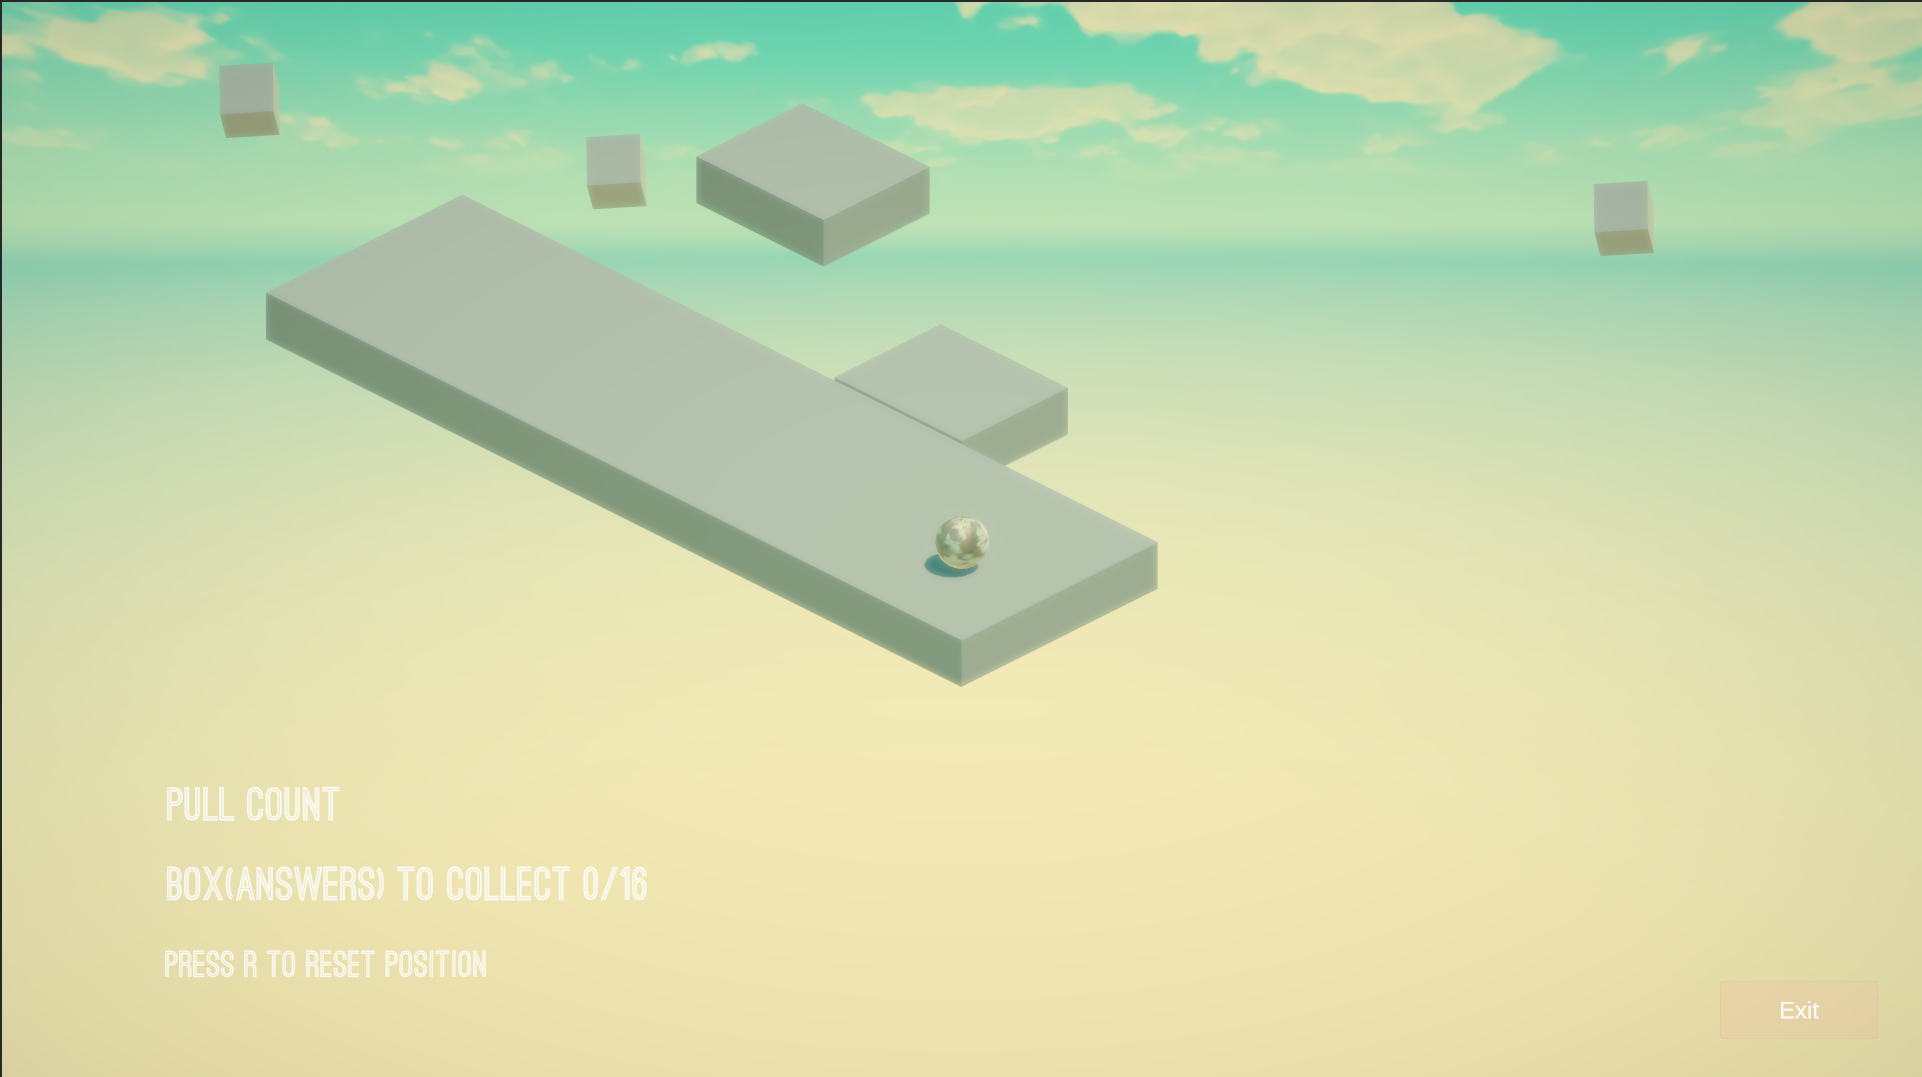 PULL COUNT
BOX(ANSWERS) TO COLLECT 0/16
PRESS R TO RESET POSITION
Exit